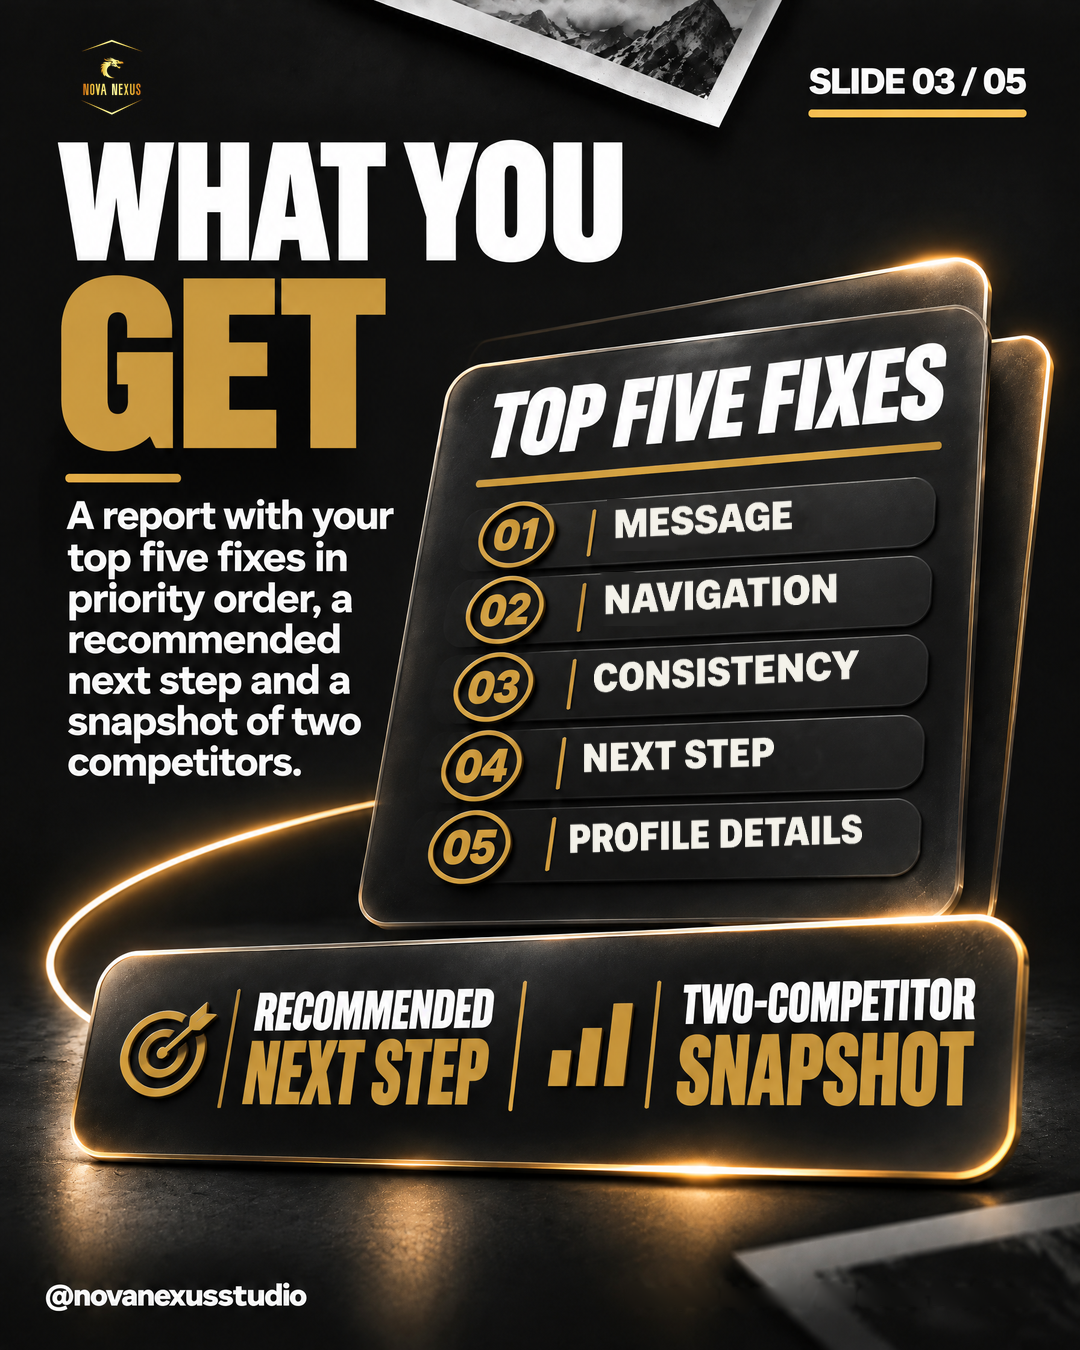 NOVA NEXUS
SLIDE 03 / 05
WHAT YOU
GET
A report with your
top five fixes in
priority order, a
recommended
next step and a
snapshot of two
competitors.
TOP FIVE FIXES
01 MESSAGE
02 NAVIGATION
03 CONSISTENCY
04 NEXT STEP
05 PROFILE DETAILS
RECOMMENDED
NEXT STEP
TWO-COMPETITOR
SNAPSHOT
@novanexusstudio